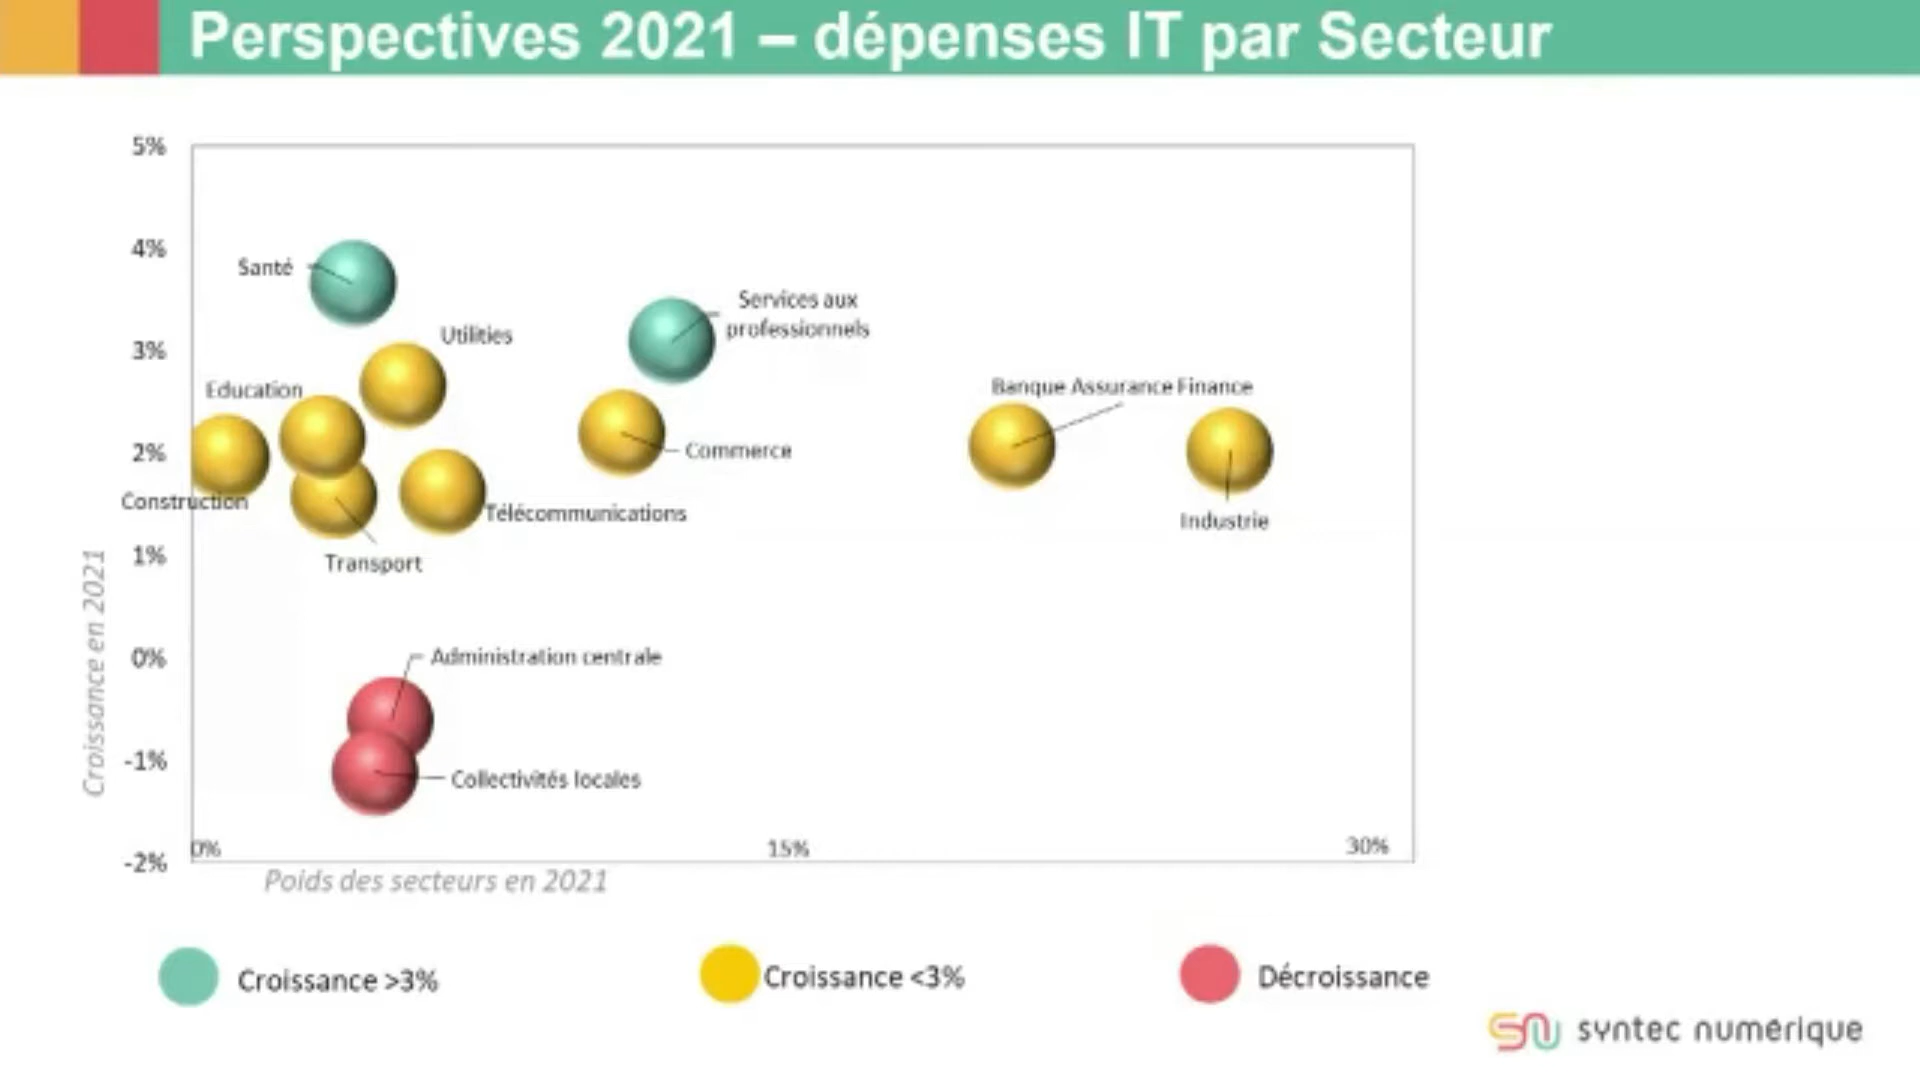 Perspectives 2021 – dépenses IT par Secteur
5%
4%
Santé
Services aux
professionnels
Utilities
3%
Education
Banque Assurance Finance
2%
Commerce
Construction
Télécommunications
Industrie
1%
Transport
Croissance en 2021
0%
Administration centrale
-1%
Collectivités locales
-2%
0%
15%
30%
Poids des secteurs en 2021
Croissance >3%
Croissance <3%
Décroissance
syntec numérique